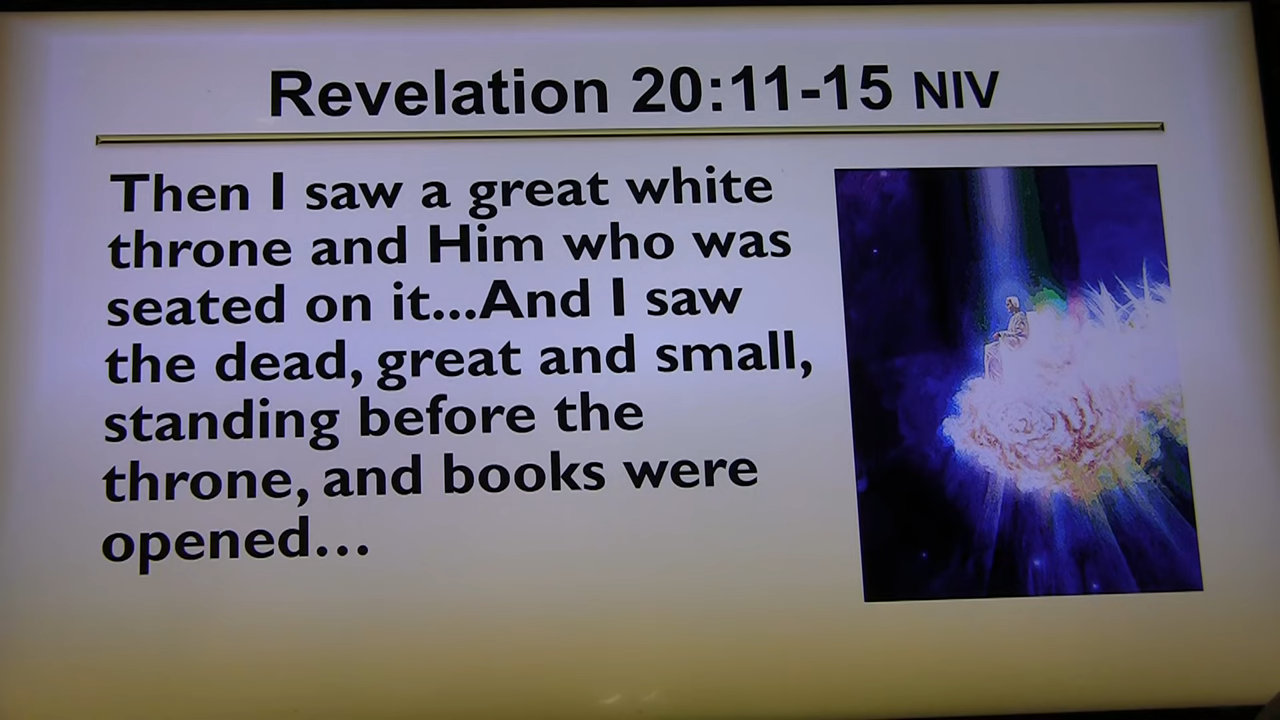 Revelation 20:11-15 NIV
Then I saw a great white
throne and Him who was
seated on it...And I saw
the dead, great and small,
standing before the
throne, and books were
opened...